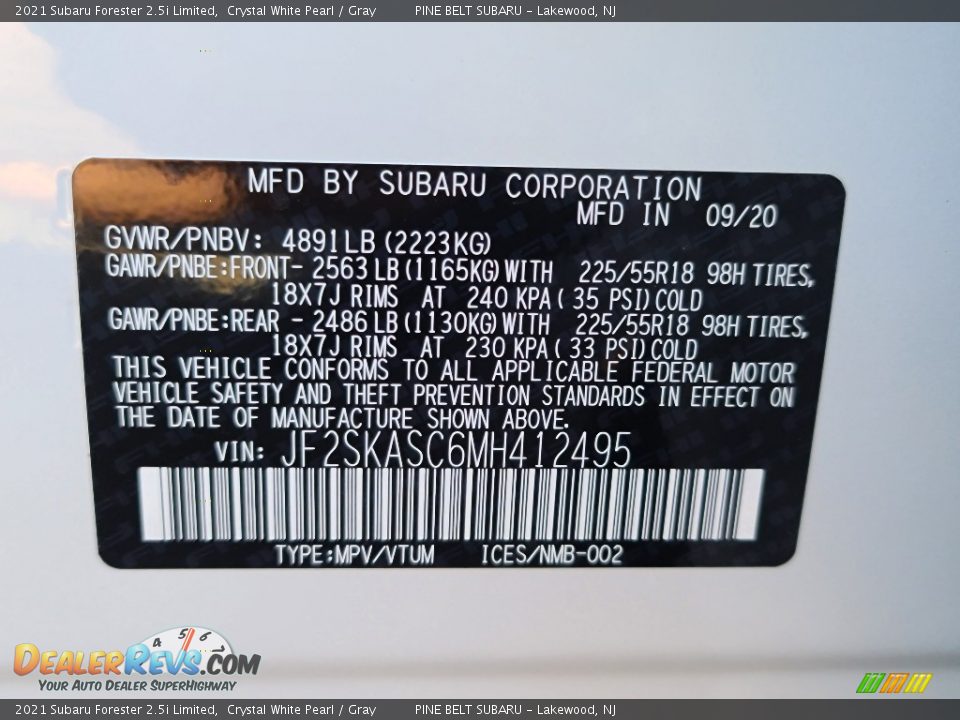 2021 Subaru Forester 2.5i Limited, Crystal White Pearl / Gray PINE BELT SUBARU - Lakewood, NJ
MFD BY SUBARU CORPORATION
MFD IN 09/20
GVWR/PNBV: 4891LB (2223KG)
GAWR/PNBE:FRONT- 2563 LB (1165KG) WITH 225/55R18 98H TIRES,
18X7J RIMS AT 240 KPA ( 35 PSI) COLD
GAWR/PNBE:REAR - 2486 LB (1130KG) WITH 225/55R18 98H TIRES,
18X7J RIMS AT 230 KPA ( 33 PSI) COLD
THIS VEHICLE CONFORMS TO ALL APPLICABLE FEDERAL MOTOR
VEHICLE SAFETY AND THEFT PREVENTION STANDARDS IN EFFECT ON
THE DATE OF MANUFACTURE SHOWN ABOVE.
VIN: JF2SKASC6MH412495
TYPE:MPV/VTUM ICES/NMB-002
4 5 6 7
DEALERREVS.COM
YOUR AUTO DEALER SUPERHIGHWAY
2021 Subaru Forester 2.5i Limited, Crystal White Pearl / Gray PINE BELT SUBARU - Lakewood, NJ